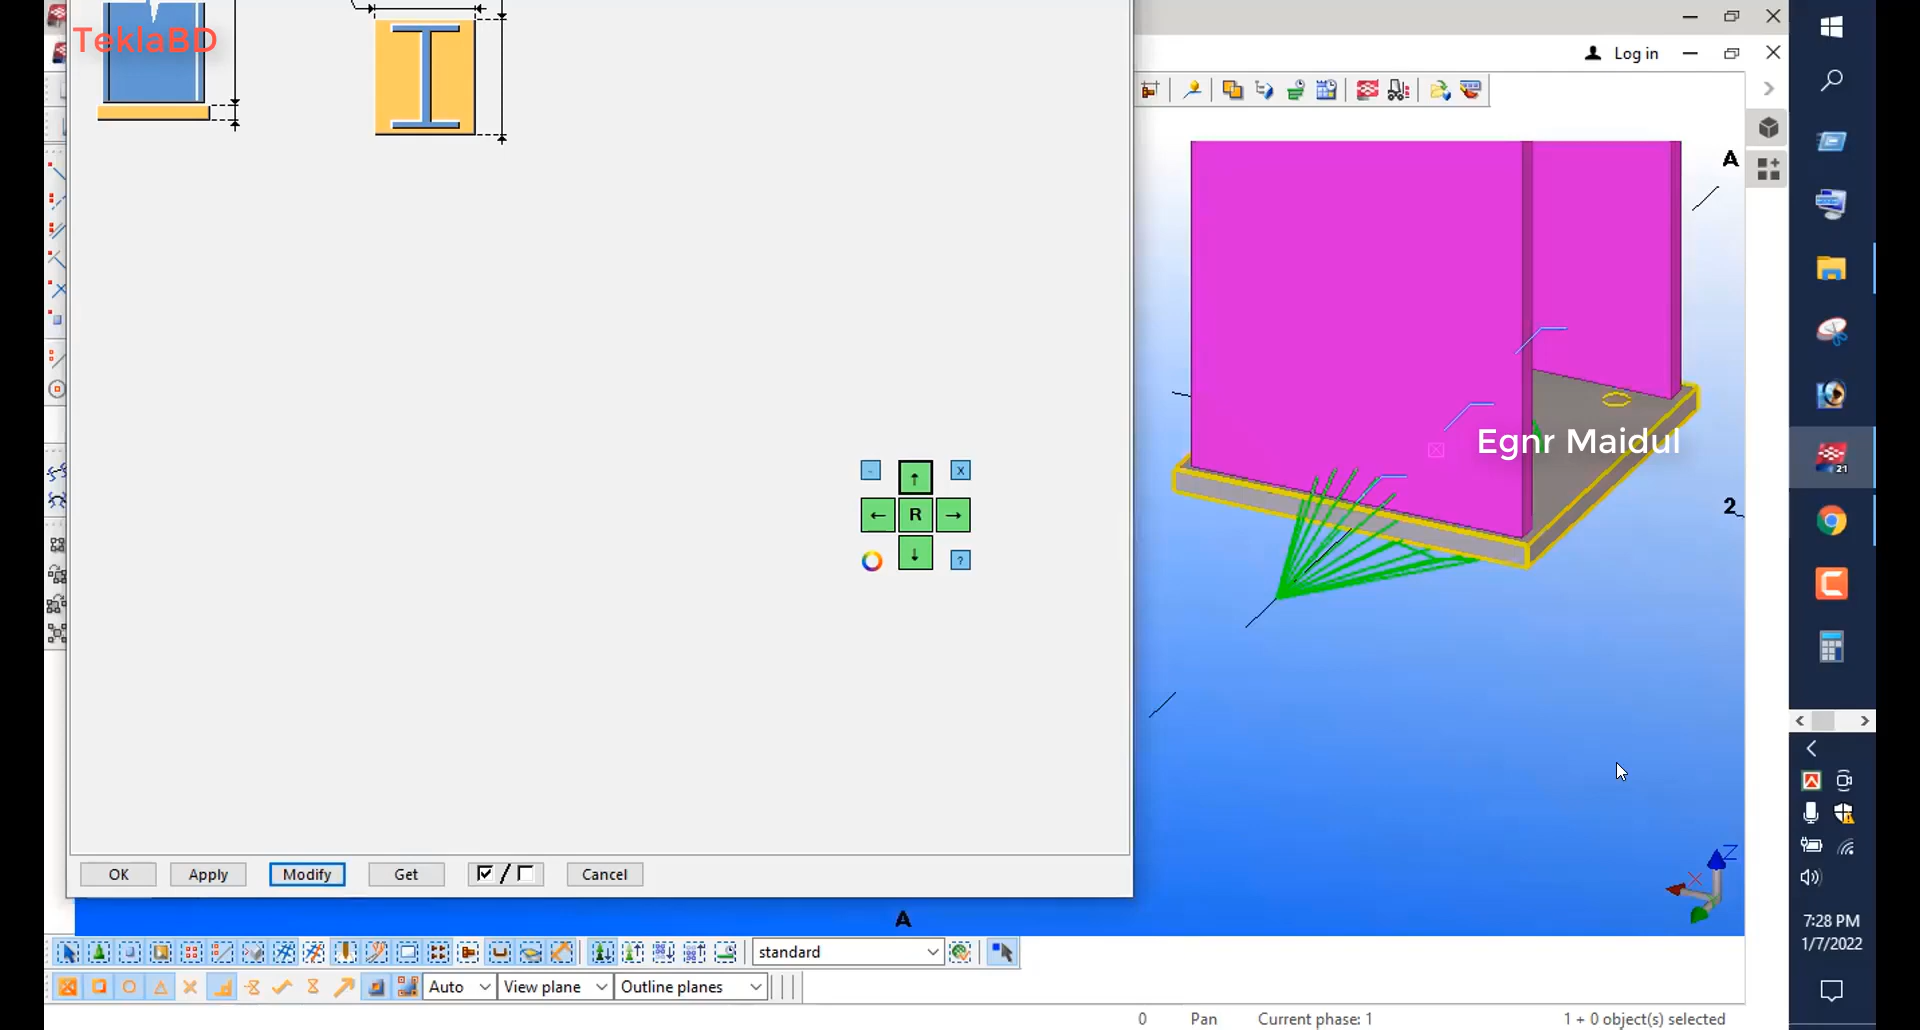 TeklaBD
Log in
A
Egnr Maidul
21
2
X
R
?
OK
Apply
Modify
Get
/
Cancel
Z
X
7:28 PM
1/7/2022
A
standard
Auto
View plane
Outline planes
0
Pan
Current phase: 1
1 + 0 object(s) selected